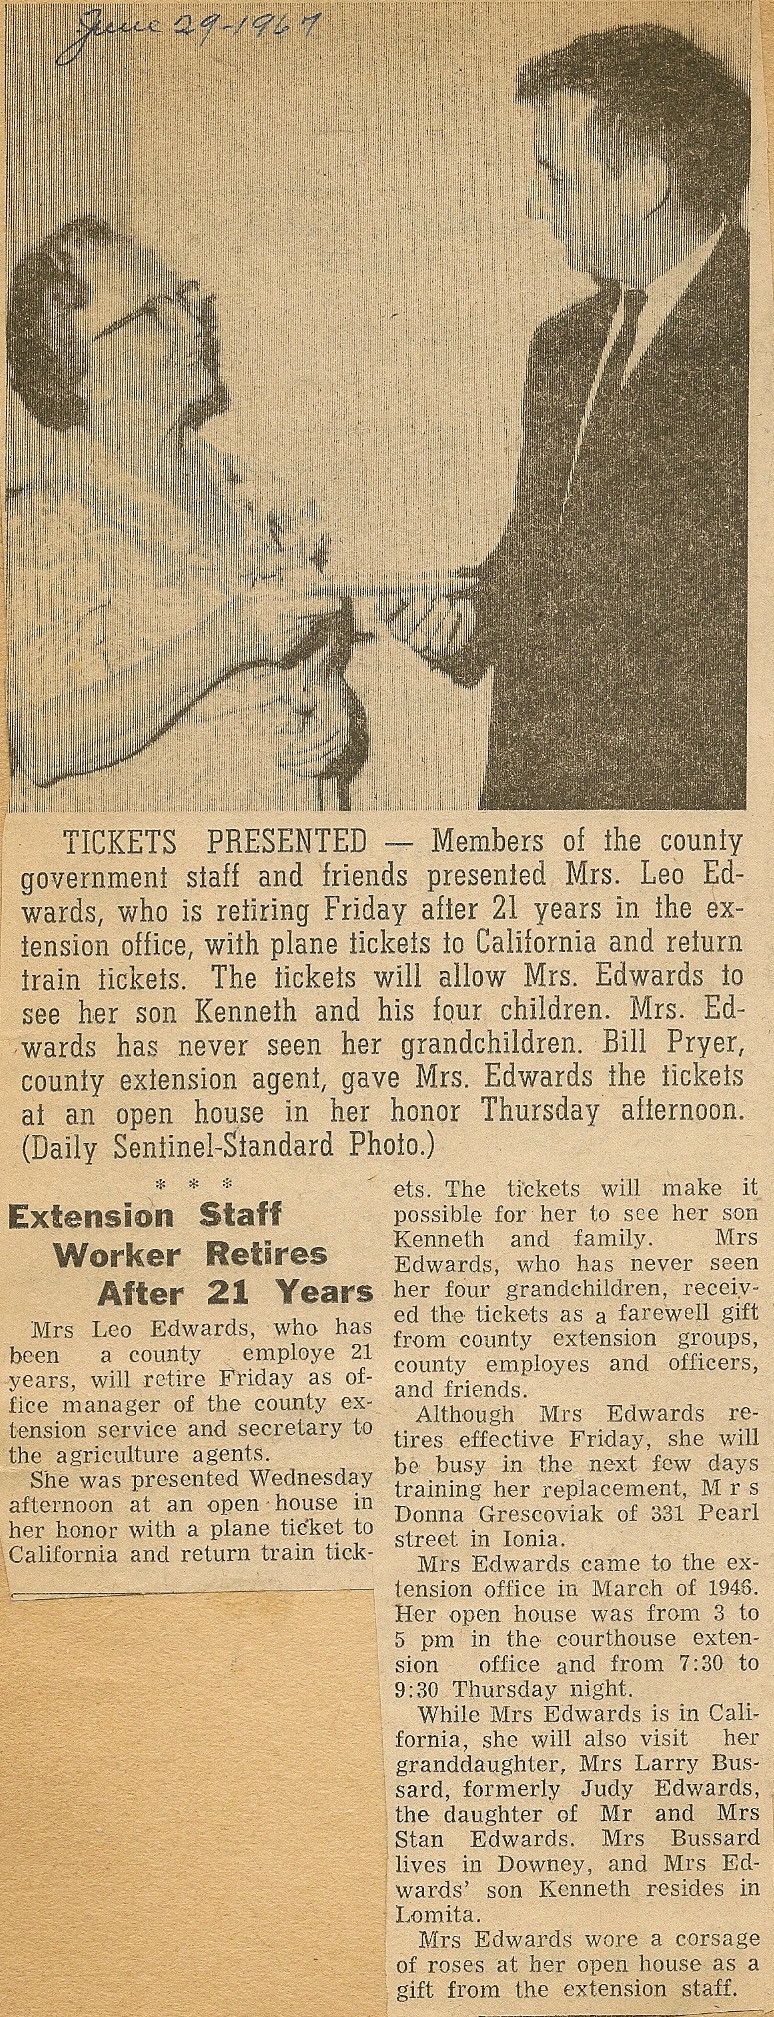 June 29-1967
TICKETS PRESENTED — Members of the county
government staff and friends presented Mrs. Leo Ed-
wards, who is retiring Friday after 21 years in the ex-
tension office, with plane tickets to California and return
train tickets. The tickets will allow Mrs. Edwards to
see her son Kenneth and his four children. Mrs. Ed-
wards has never seen her grandchildren. Bill Pryer,
county extension agent, gave Mrs. Edwards the tickets
at an open house in her honor Thursday afternoon.
(Daily Sentinel-Standard Photo.)
* * *
Extension Staff
Worker Retires
After 21 Years
Mrs Leo Edwards, who has
been a county employe 21
years, will retire Friday as of-
fice manager of the county ex-
tension service and secretary to
the agriculture agents.
She was presented Wednesday
afternoon at an open house in
her honor with a plane ticket to
California and return train tick-
ets. The tickets will make it
possible for her to see her son
Kenneth and family. Mrs
Edwards, who has never seen
her four grandchildren, receiv-
ed the tickets as a farewell gift
from county extension groups,
county employes and officers,
and friends.
Although Mrs Edwards re-
tires effective Friday, she will
be busy in the next few days
training her replacement, Mrs
Donna Grescoviak of 331 Pearl
street in Ionia.
Mrs Edwards came to the ex-
tension office in March of 1946.
Her open house was from 3 to
5 pm in the courthouse exten-
sion office and from 7:30 to
9:30 Thursday night.
While Mrs Edwards is in Cali-
fornia, she will also visit her
granddaughter, Mrs Larry Bus-
sard, formerly Judy Edwards,
the daughter of Mr and Mrs
Stan Edwards. Mrs Bussard
lives in Downey, and Mrs Ed-
wards' son Kenneth resides in
Lomita.
Mrs Edwards wore a corsage
of roses at her open house as a
gift from the extension staff.